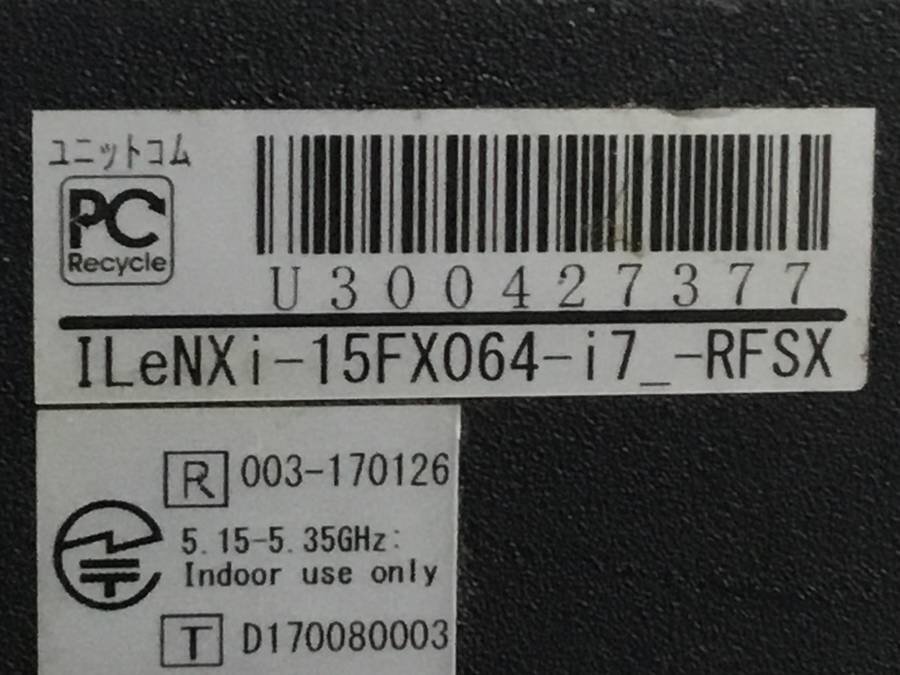 ユニットコム
PC
Recycle
U300427377
ILeNXi-15FX064-i7_-RFSX
R 003-170126
5.15-5.35GHz:
Indoor use only
T D170080003